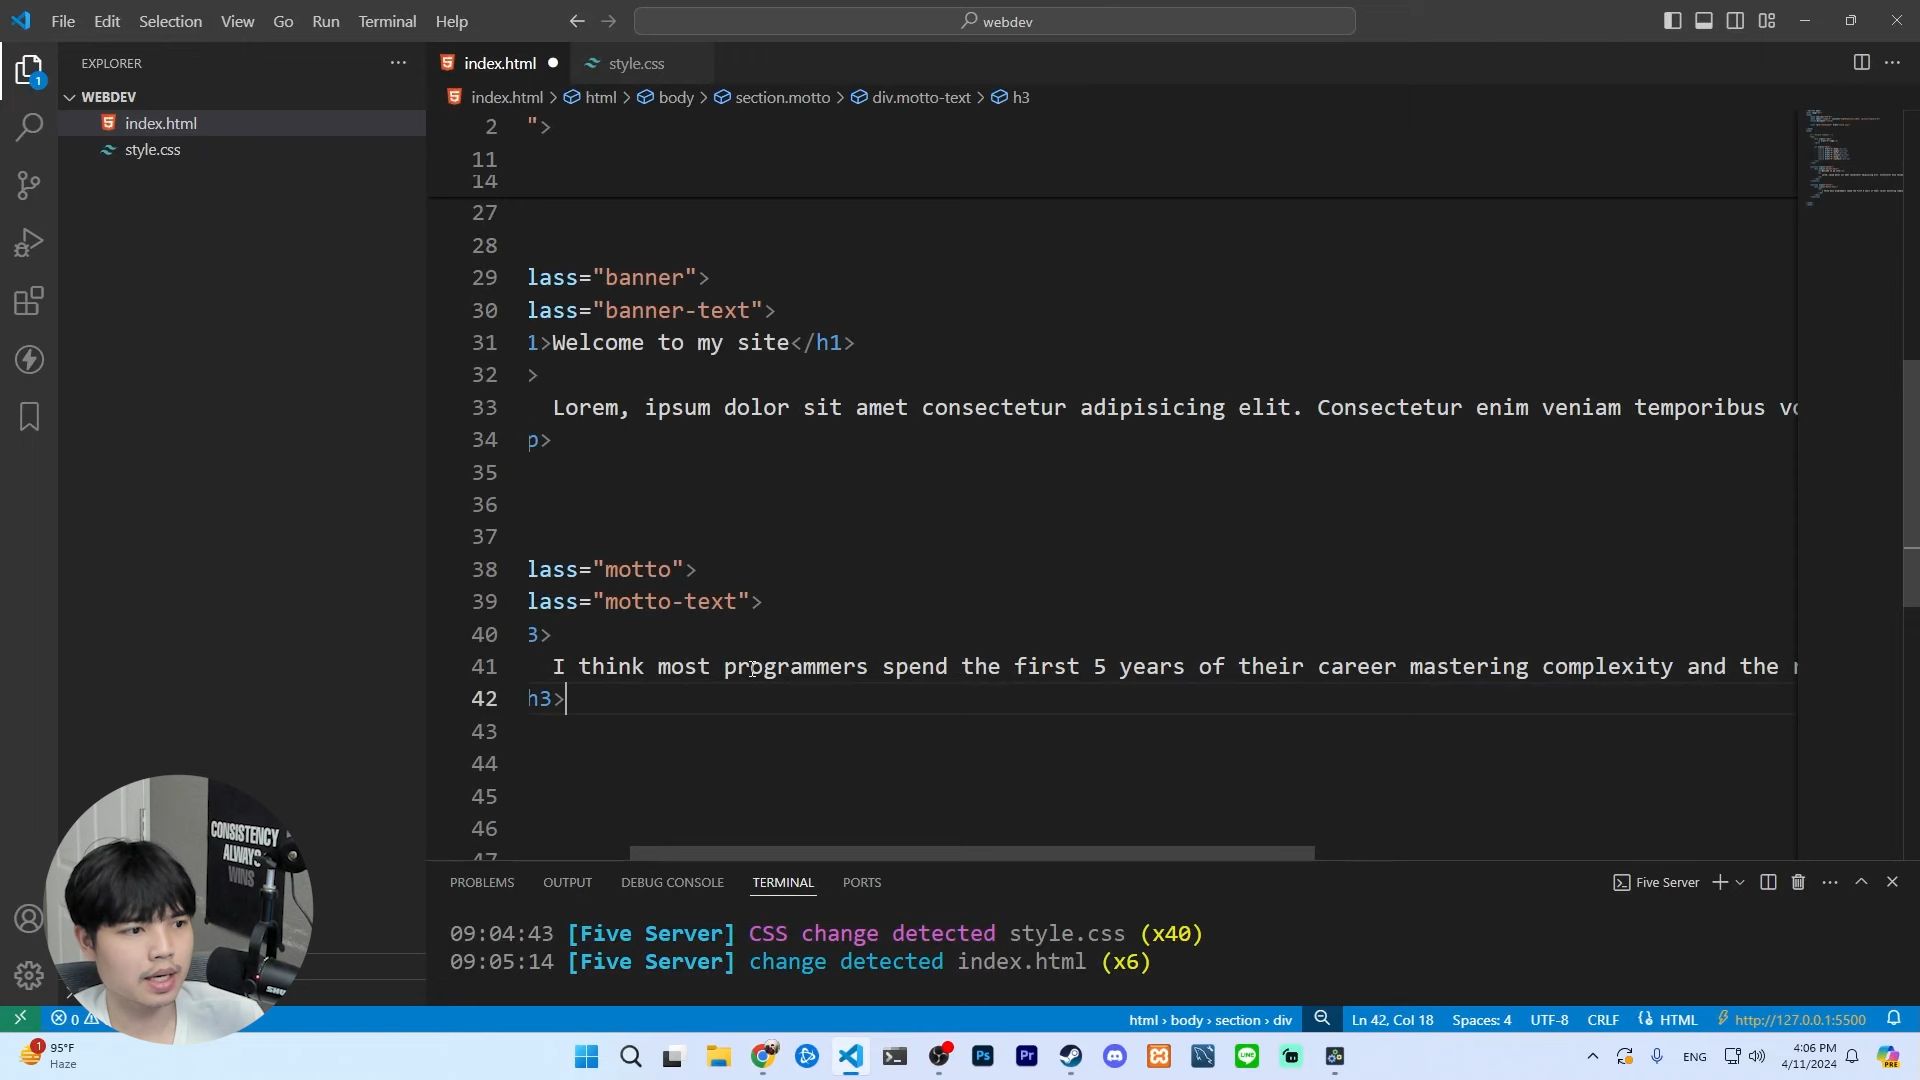 File Edit Selection View Go Run Terminal Help
webdev
EXPLORER
1
WEBDEV
index.html
style.css
index.html
style.css
index.html > html > body > section.motto > div.motto-text > h3
2 ">
11
14
27
28
29 lass="banner">
30 lass="banner-text">
31 1>Welcome to my site</h1>
32 >
33 Lorem, ipsum dolor sit amet consectetur adipisicing elit. Consectetur enim veniam temporibus
34 p>
35
36
37
38 lass="motto">
39 lass="motto-text">
40 3>
41 I think most programmers spend the first 5 years of their career mastering complexity and the
42 h3>
43
44
45
46
47
CONSISTENCY
ALWAYS
WINS
PROBLEMS OUTPUT DEBUG CONSOLE TERMINAL PORTS
Five Server
09:04:43 [Five Server] CSS change detected style.css (x40)
09:05:14 [Five Server] change detected index.html (x6)
0
html › body › section › div
Ln 42, Col 18 Spaces: 4 UTF-8 CRLF HTML http://127.0.0.1:5500
1
95°F
Haze
Ps
Pr
LINE
ENG
4:06 PM
4/11/2024
PRE